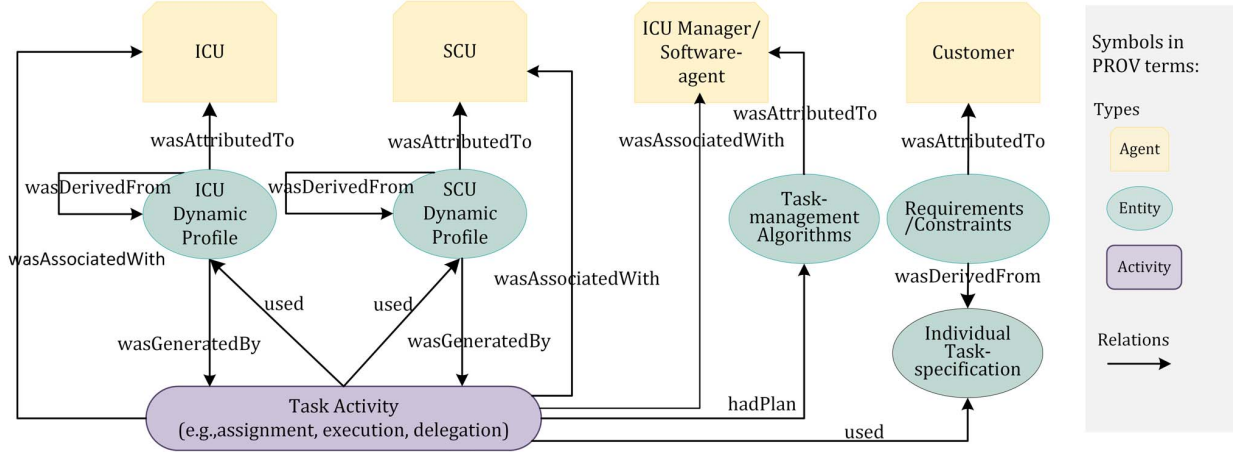 ICU
SCU
ICU Manager/
Software-
agent
Customer
wasAttributedTo
wasAttributedTo
wasAssociatedWith
wasAttributedTo
wasAttributedTo
wasDerivedFrom
ICU
Dynamic
Profile
wasDerivedFrom
SCU
Dynamic
Profile
Task-
management
Algorithms
Requirements
/Constraints
wasAssociatedWith
wasAssociatedWith
wasDerivedFrom
used
used
wasGeneratedBy
wasGeneratedBy
Individual
Task-
specification
Task Activity
(e.g.,assignment, execution, delegation)
hadPlan
used
Symbols in
PROV terms:
Types
Agent
Entity
Activity
Relations